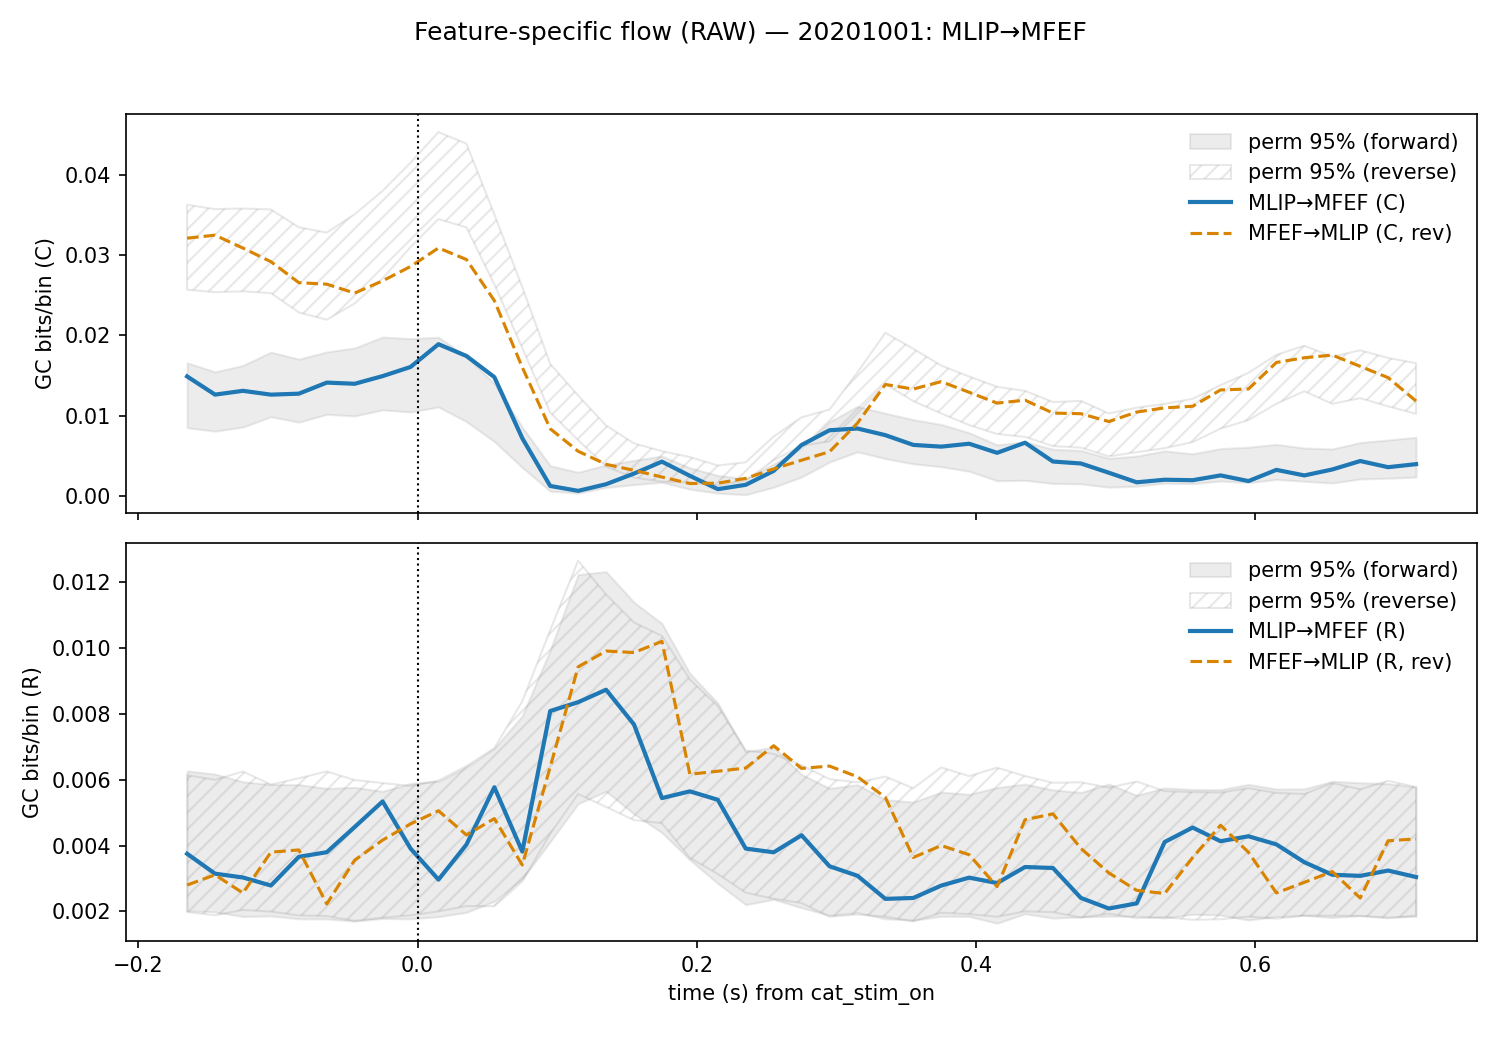 Feature-specific flow (RAW) — 20201001: MLIP→MFEF
GC bits/bin (C)
0.04
0.03
0.02
0.01
0.00
perm 95% (forward)
perm 95% (reverse)
MLIP→MFEF (C)
MFEF→MLIP (C, rev)
GC bits/bin (R)
0.012
0.010
0.008
0.006
0.004
0.002
perm 95% (forward)
perm 95% (reverse)
MLIP→MFEF (R)
MFEF→MLIP (R, rev)
−0.2 0.0 0.2 0.4 0.6
time (s) from cat_stim_on